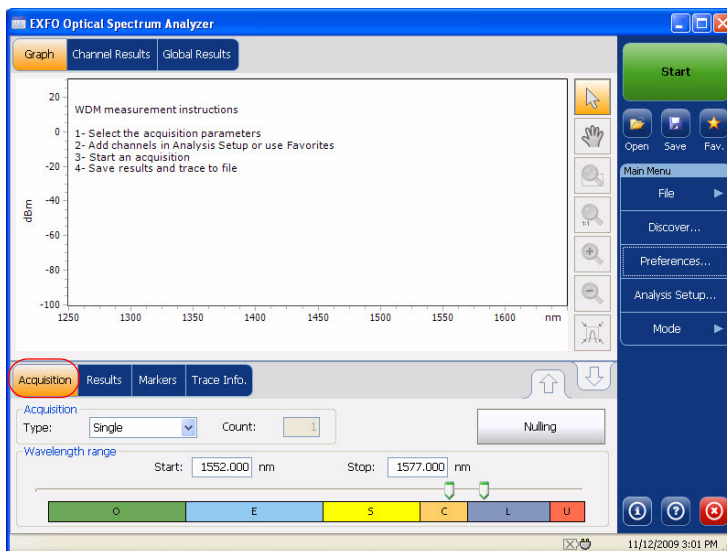 EXFO Optical Spectrum Analyzer
Graph Channel Results Global Results
Start
Open Save Fav.
Main Menu
File
Discover...
Preferences...
Analysis Setup...
Mode
WDM measurement instructions
1- Select the acquisition parameters
2- Add channels in Analysis Setup or use Favorites
3- Start an acquisition
4- Save results and trace to file
dBm
20
0
-20
-40
-60
-80
-100
1250 1300 1350 1400 1450 1500 1550 1600 nm
1:1
Acquisition Results Markers Trace Info.
Acquisition
Type: Single Count: 1
Nulling
Wavelength range
Start: 1552.000 nm Stop: 1577.000 nm
O E S C L U
11/12/2009 3:01 PM